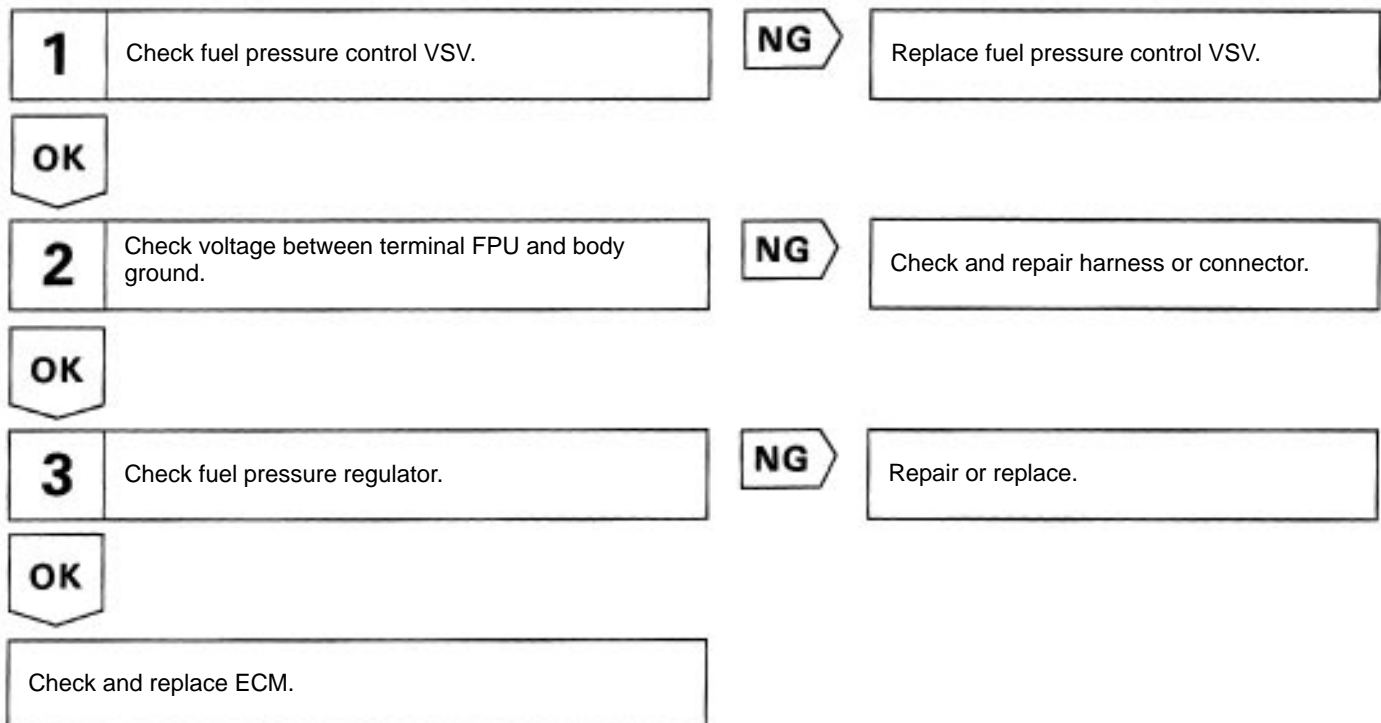 1
Check fuel pressure control VSV.
NG
Replace fuel pressure control VSV.
OK
2
Check voltage between terminal FPU and body
ground.
NG
Check and repair harness or connector.
OK
3
Check fuel pressure regulator.
NG
Repair or replace.
OK
Check and replace ECM.